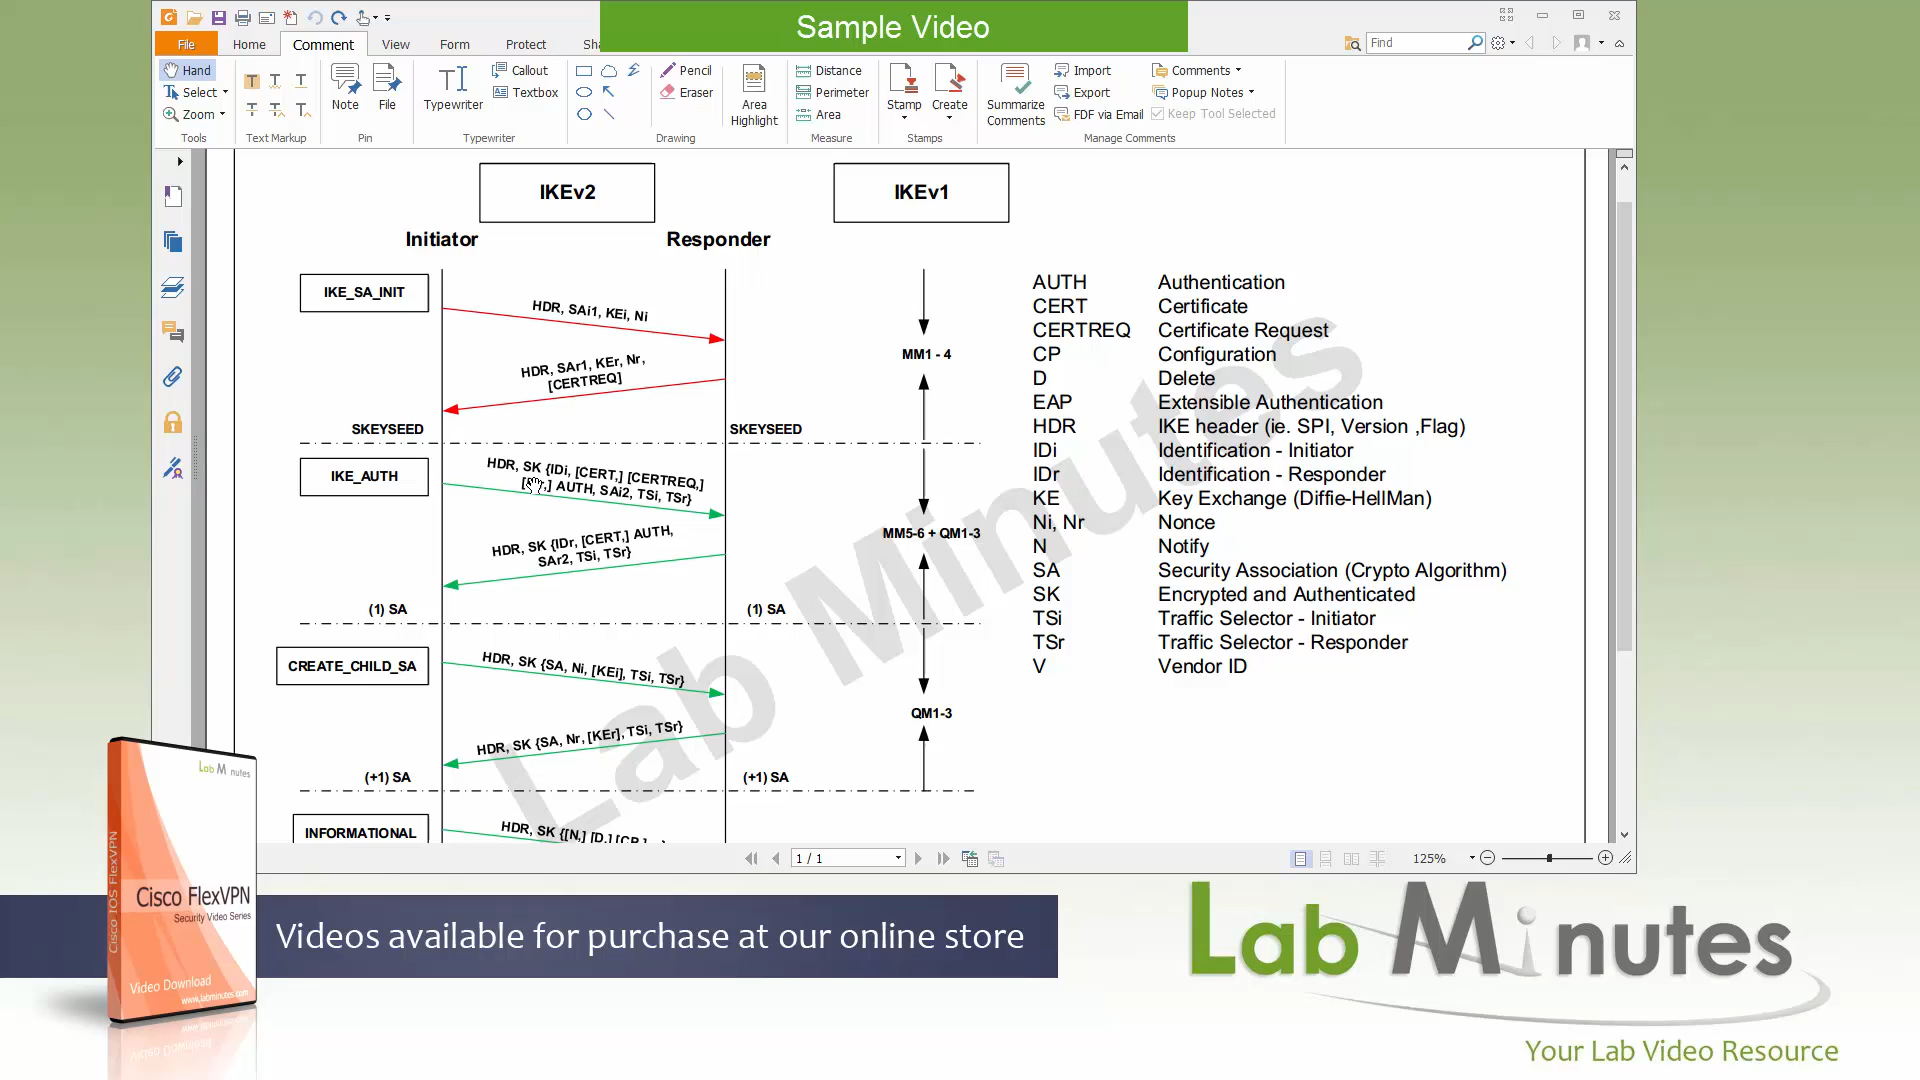 Sample Video
File
Home
Comment
View
Form
Protect
Find
Hand
Select
Zoom
Tools
Text Markup
Note
File
Pin
Typewriter
Callout
Textbox
Typewriter
Pencil
Eraser
Drawing
Area
Highlight
Distance
Perimeter
Area
Measure
Stamp
Create
Stamps
Summarize
Comments
Import
Export
FDF via Email
Comments
Popup Notes
Keep Tool Selected
Manage Comments
IKEv2
IKEv1
Initiator
Responder
IKE_SA_INIT
HDR, SAi1, KEi, Ni
HDR, SAr1, KEr, Nr,
[CERTREQ]
MM1 - 4
SKEYSEED
SKEYSEED
IKE_AUTH
HDR, SK {IDi, [CERT,] [CERTREQ,]
AUTH, SAi2, TSi, TSr}
MM5-6 + QM1-3
HDR, SK {IDr, [CERT,] AUTH,
SAr2, TSi, TSr}
(1) SA
(1) SA
CREATE_CHILD_SA
HDR, SK {SA, Ni, [KEi], TSi, TSr}
QM1-3
HDR, SK {SA, Nr, [KEr], TSi, TSr}
(+1) SA
(+1) SA
INFORMATIONAL
HDR, SK {[N,] [D,] [CP,
AUTH Authentication
CERT Certificate
CERTREQ Certificate Request
CP Configuration
D Delete
EAP Extensible Authentication
HDR IKE header (ie. SPI, Version ,Flag)
IDi Identification - Initiator
IDr Identification - Responder
KE Key Exchange (Diffie-HellMan)
Ni, Nr Nonce
N Notify
SA Security Association (Crypto Algorithm)
SK Encrypted and Authenticated
TSi Traffic Selector - Initiator
TSr Traffic Selector - Responder
V Vendor ID
Lab Minutes
1 / 1
125%
Lab Minutes
Cisco IOS FlexVPN
Cisco FlexVPN
Security Video Series
Video Download
www.labminutes.com
Videos available for purchase at our online store
Lab Minutes
Your Lab Video Resource